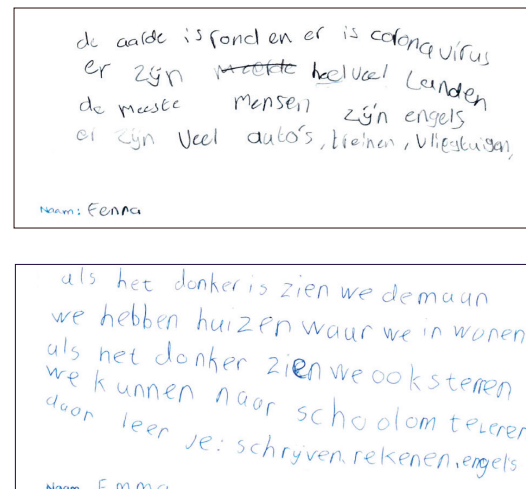 de aarde is rond en er is coronavirus
er zijn meerde heel veel Landen
de meeste mensen zijn engels
er zijn veel auto's, treinen, vliegtuigen,
Naam: Fenna
als het donker is zien we de maan
we hebben huizen waar we in wonen
als het donker zien we ook sterren
we kunnen naar school om te leren
daar leer je: schrijven, rekenen, engels
Naam Emma